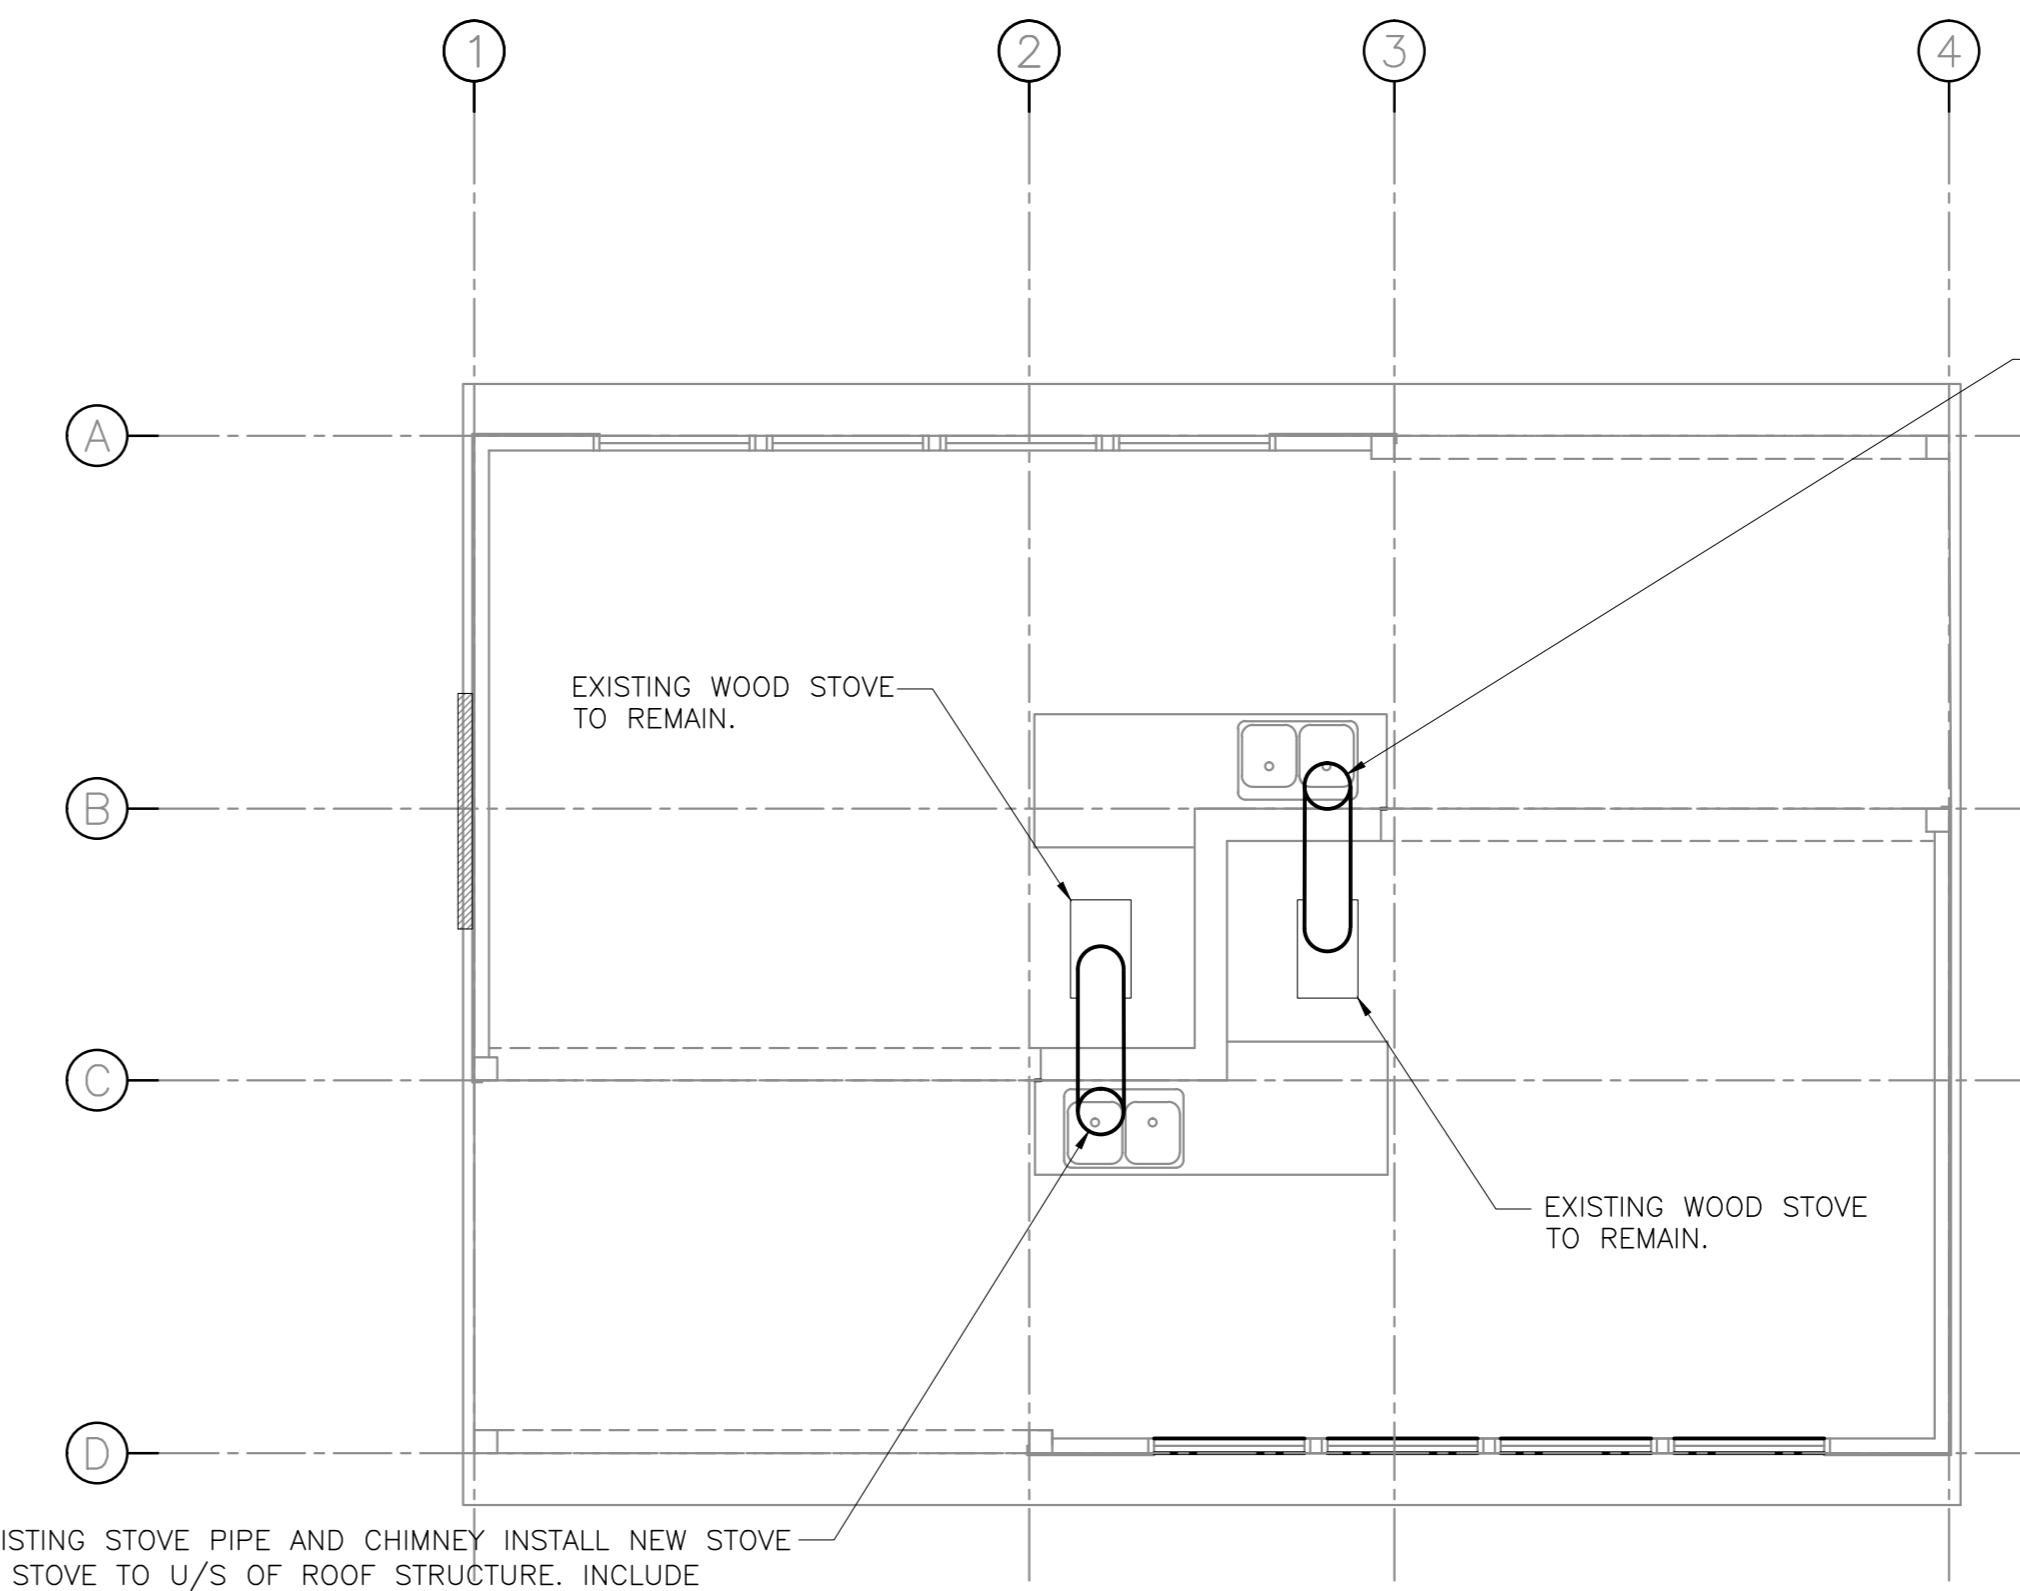 1
2
3
4
A
EXISTING WOOD STOVE
TO REMAIN.
B
C
EXISTING WOOD STOVE
TO REMAIN.
D
ISTING STOVE PIPE AND CHIMNEY INSTALL NEW STOVE
STOVE TO U/S OF ROOF STRUCTURE. INCLUDE